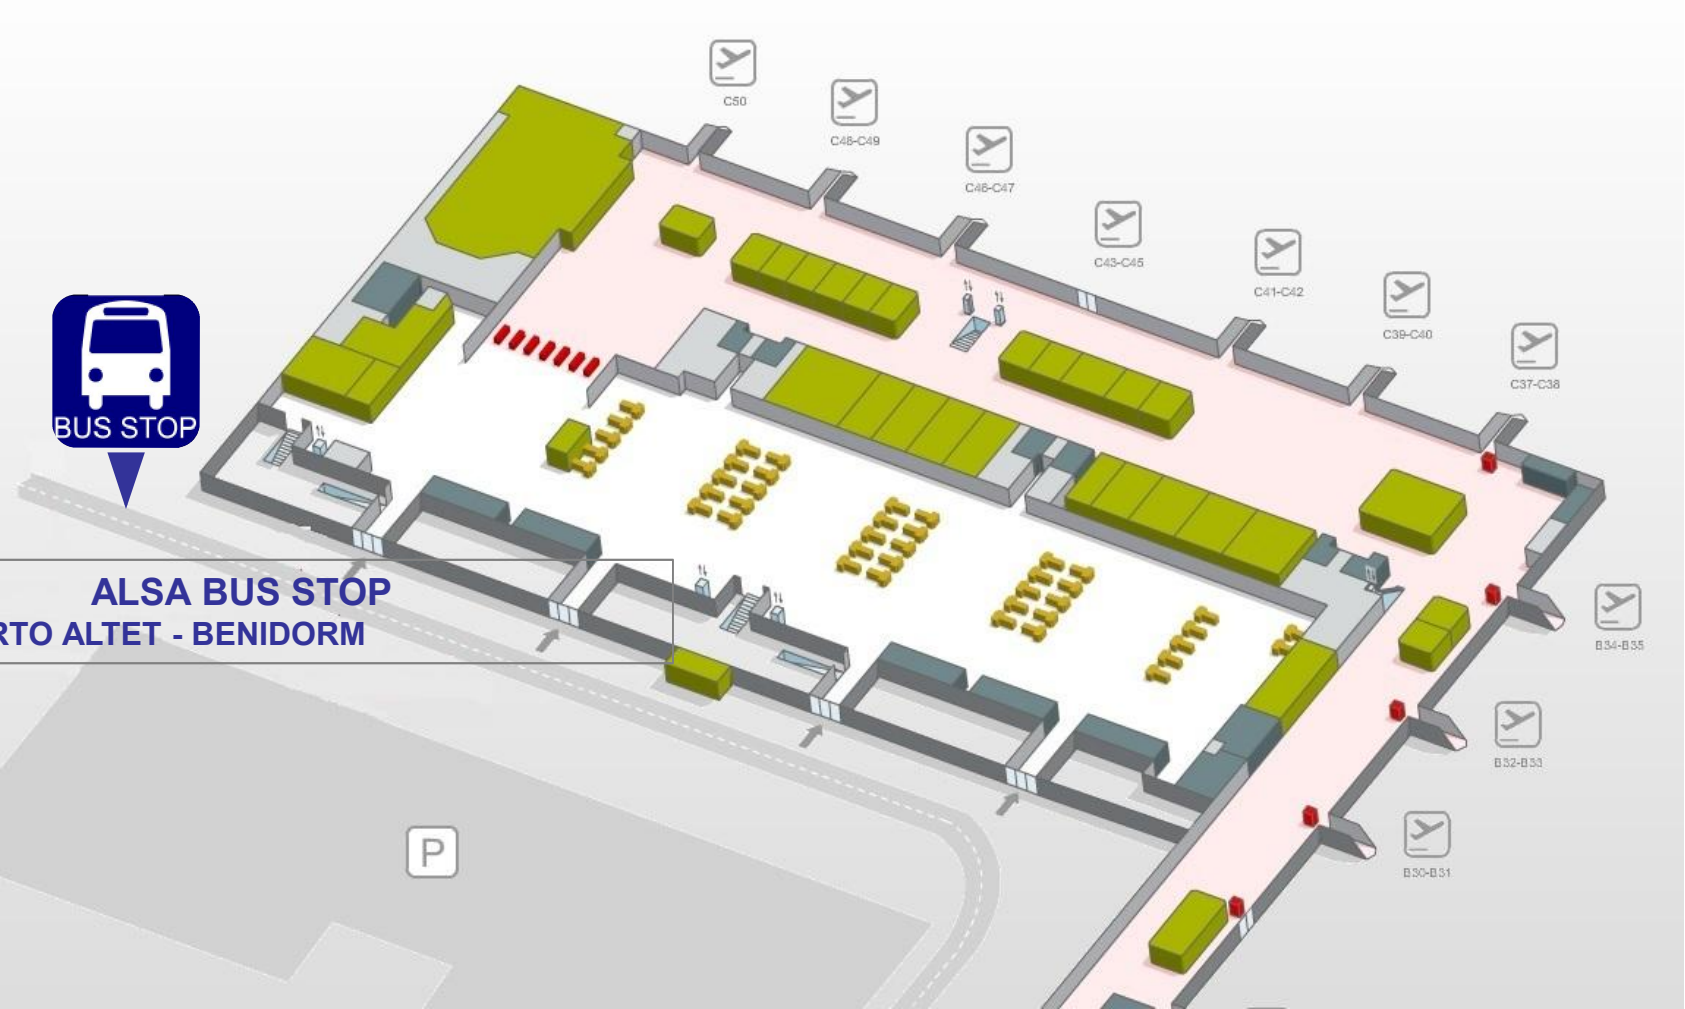 C50
C48-C49
C46-C47
C43-C45
C41-C42
C39-C40
C37-C38
BUS STOP
ALSA BUS STOP
RTO ALTET - BENIDORM
B34-B35
B32-B33
B30-B31
P